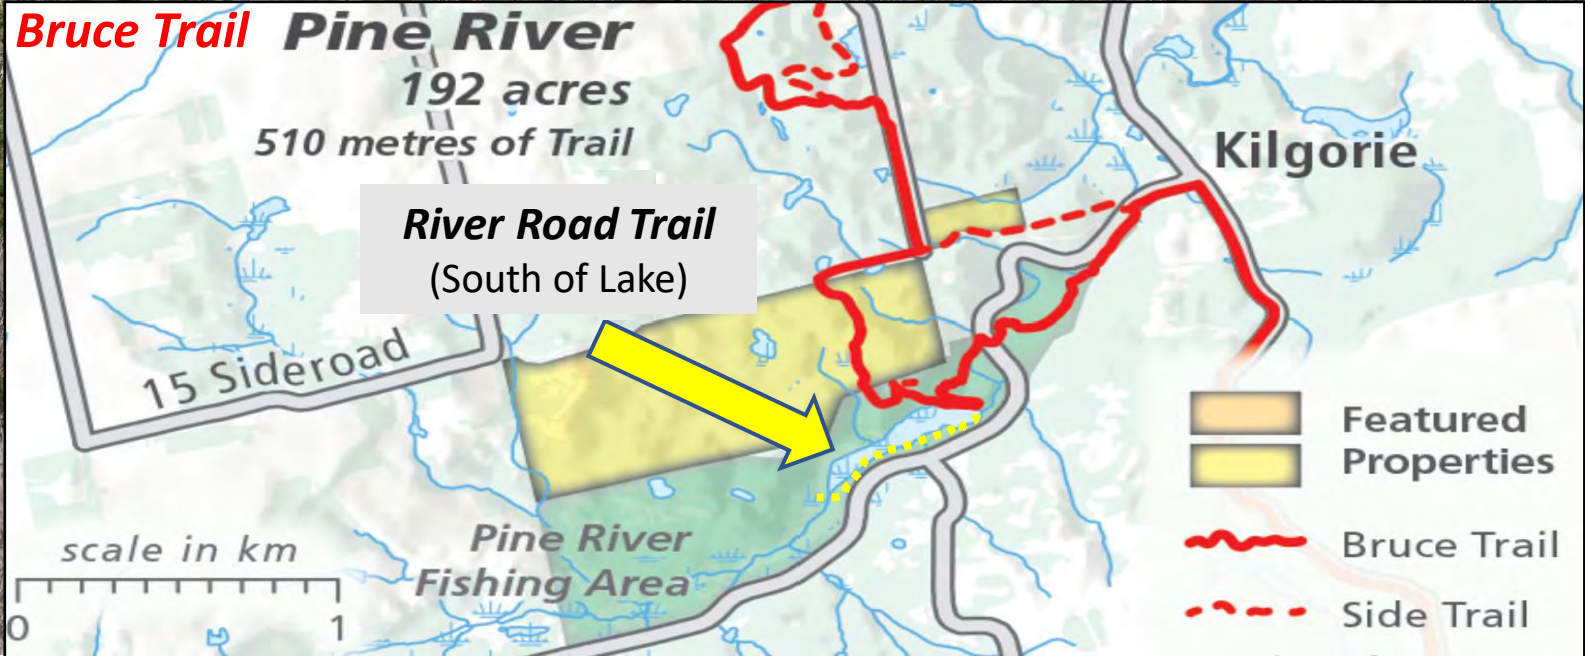 Bruce Trail
Pine River
192 acres
510 metres of Trail
Kilgorie
River Road Trail
(South of Lake)
15 Sideroad
Featured
Properties
Pine River
Fishing Area
scale in km
0 1
Bruce Trail
Side Trail